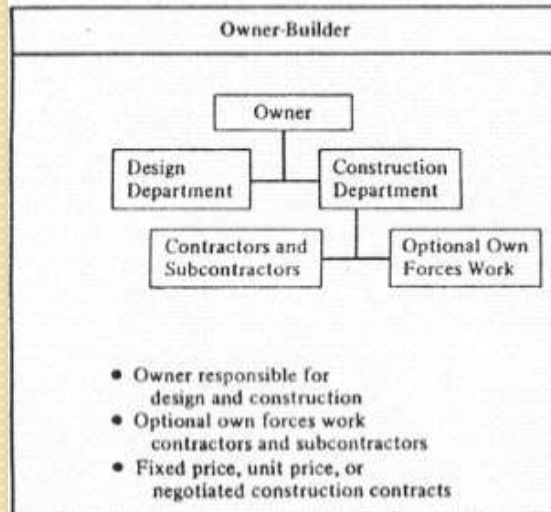 Owner-Builder
Owner
Design
Department
Construction
Department
Contractors and
Subcontractors
Optional Own
Forces Work
• Owner responsible for
design and construction
• Optional own forces work
contractors and subcontractors
• Fixed price, unit price, or
negotiated construction contracts